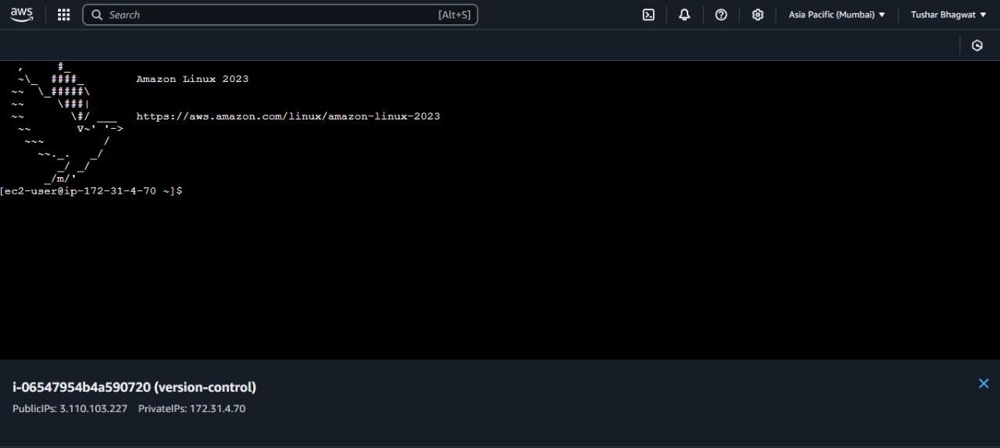 aws
Search [Alt+S]
Asia Pacific (Mumbai) ▼
Tushar Bhagwat ▼
   ,     #_
   ~\_  ####_        Amazon Linux 2023
  ~~  \_#####\
  ~~     \###|
  ~~       \#/ ___   https://aws.amazon.com/linux/amazon-linux-2023
   ~~       V~' '->
    ~~~         /
      ~~._.   _/
         _/ _/
       _/m/'
[ec2-user@ip-172-31-4-70 ~]$
i-06547954b4a590720 (version-control)
PublicIPs: 3.110.103.227 PrivateIPs: 172.31.4.70